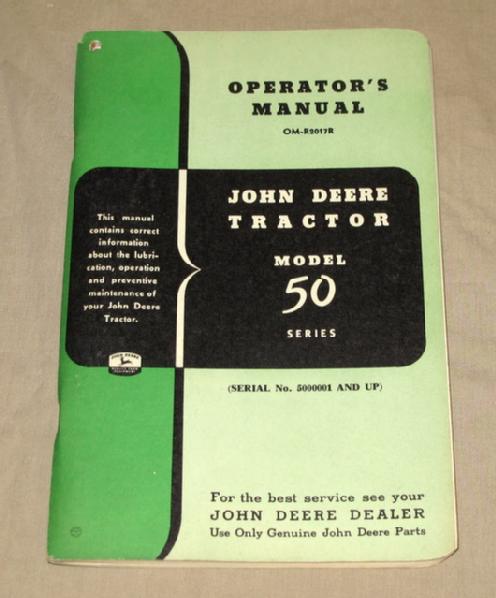 OPERATOR'S
MANUAL
OM-R2017R
This manual
contains correct
information
about the lubri-
cation, operation
and preventive
maintenance of
your John Deere
Tractor.
JOHN DEERE
TRACTOR
MODEL
50
SERIES
JOHN DEERE
(SERIAL No. 5000001 AND UP)
For the best service see your
JOHN DEERE DEALER
Use Only Genuine John Deere Parts